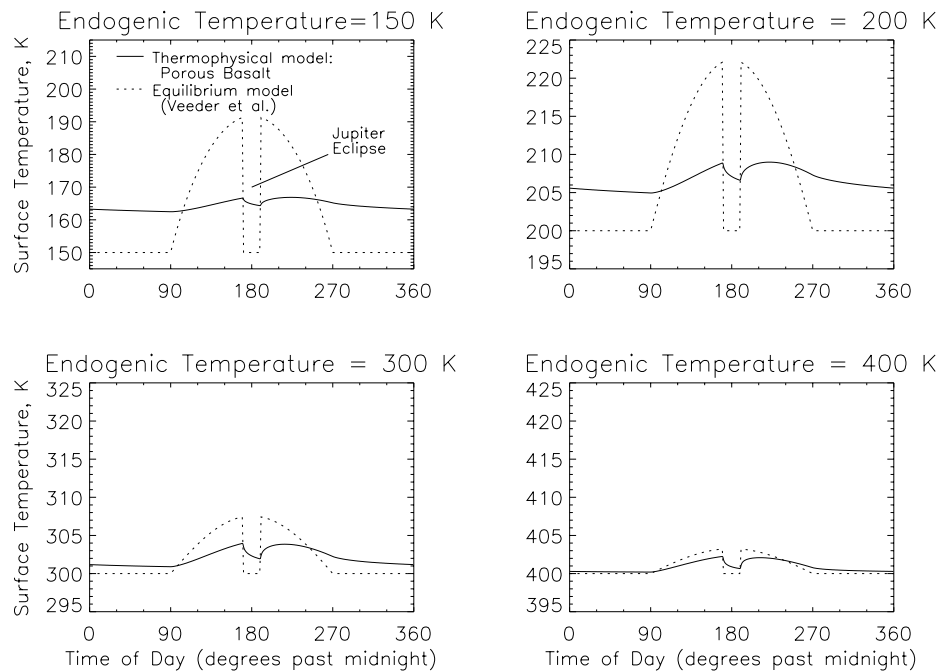 Endogenic Temperature=150 K
Surface Temperature, K
210
200
190
180
170
160
150
Thermophysical model:
Porous Basalt
Equilibrium model
(Veeder et al.)
Jupiter
Eclipse
0 90 180 270 360
Endogenic Temperature = 200 K
225
220
215
210
205
200
195
0 90 180 270 360
Endogenic Temperature = 300 K
Surface Temperature, K
325
320
315
310
305
300
295
0 90 180 270 360
Time of Day (degrees past midnight)
Endogenic Temperature = 400 K
425
420
415
410
405
400
395
0 90 180 270 360
Time of Day (degrees past midnight)